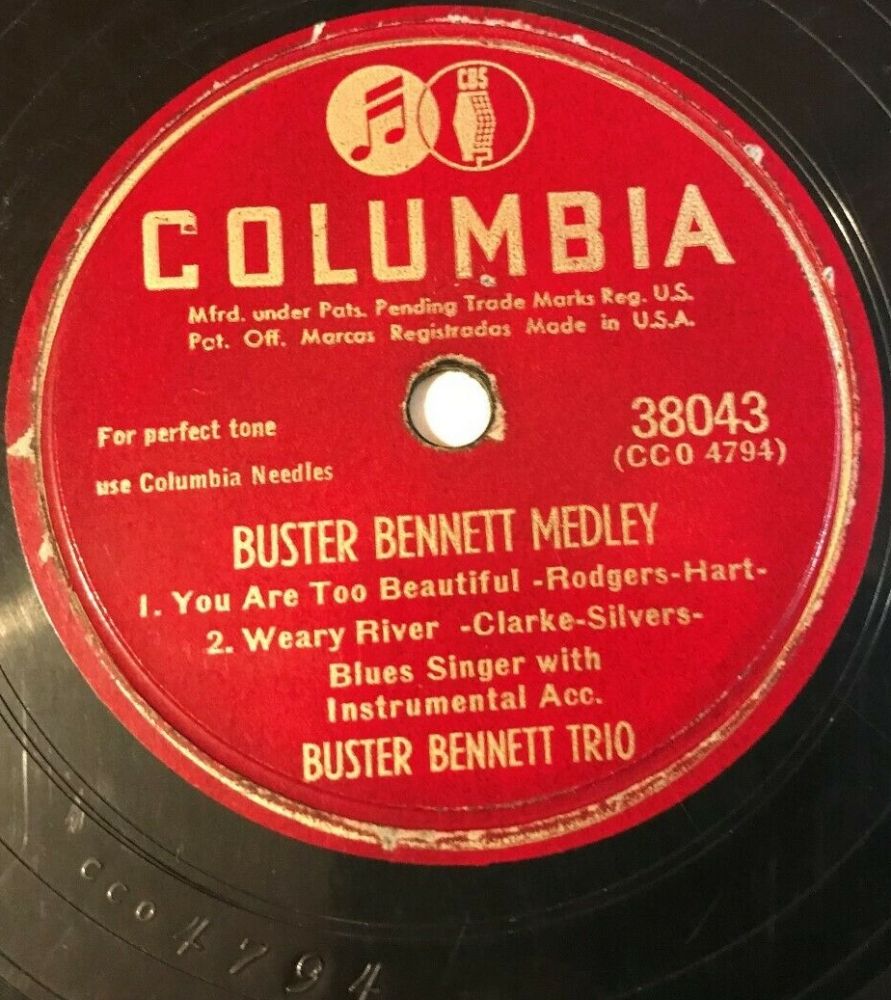 CBS
COLUMBIA
Mfrd. under Pats. Pending Trade Marks Reg. U.S.
Pat. Off. Marcas Registradas Made in U.S.A.
For perfect tone
use Columbia Needles
38043
(CCO 4794)
BUSTER BENNETT MEDLEY
1. You Are Too Beautiful -Rodgers-Hart-
2. Weary River -Clarke-Silvers-
Blues Singer with
Instrumental Acc.
BUSTER BENNETT TRIO
CCO 4794